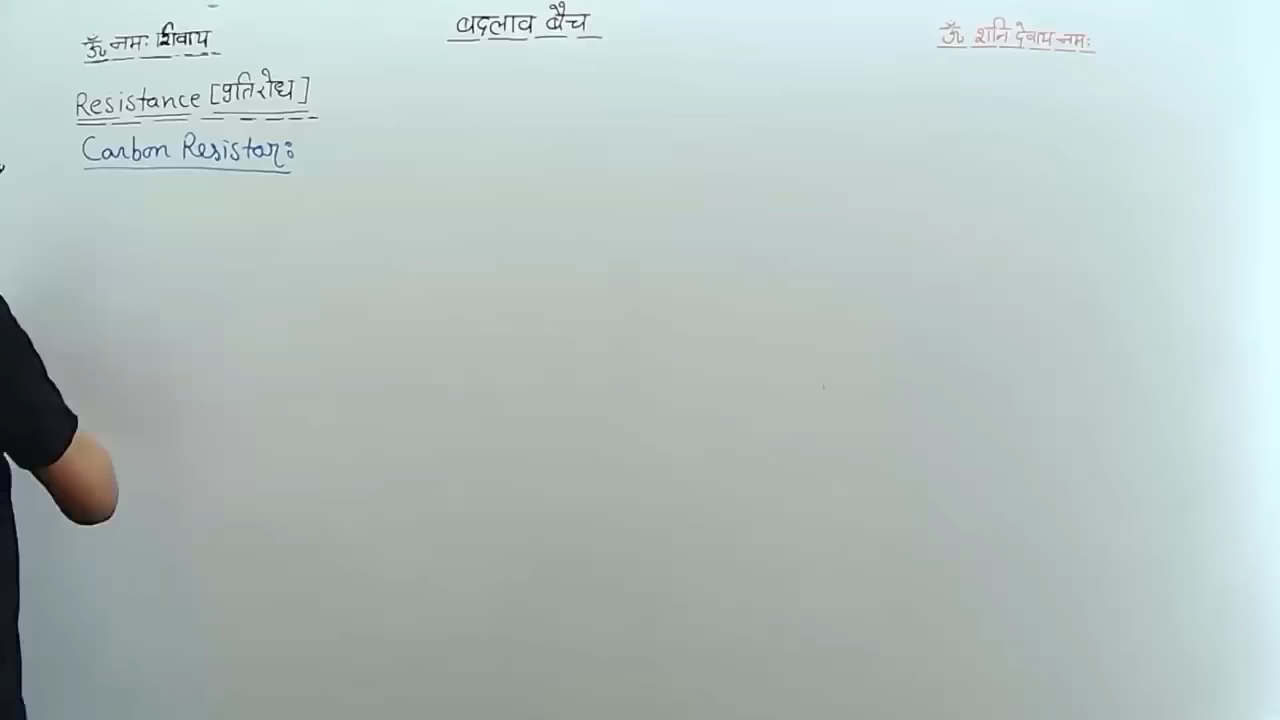 ॐ नमः शिवाय
बदलाव बैच
ॐ शनि देवाय नमः
Resistance [प्रतिरोध]
Carbon Resistor: